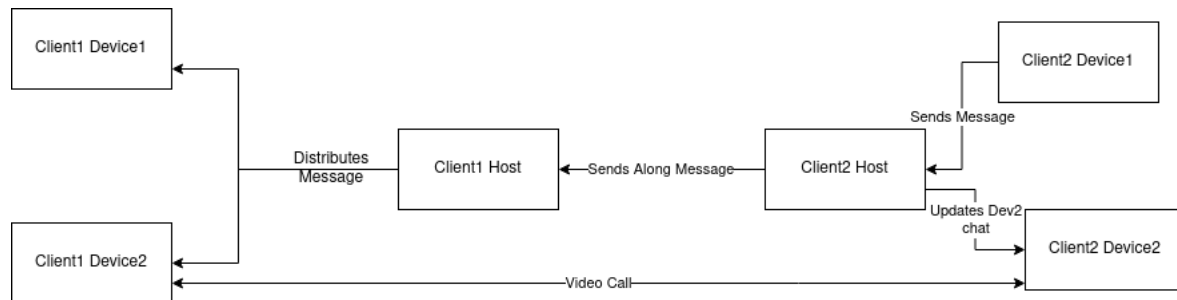 Client1 Device1
Client2 Device1
Sends Message
Distributes
Message
Client1 Host
Sends Along Message
Client2 Host
Updates Dev2
chat
Client1 Device2
Client2 Device2
Video Call